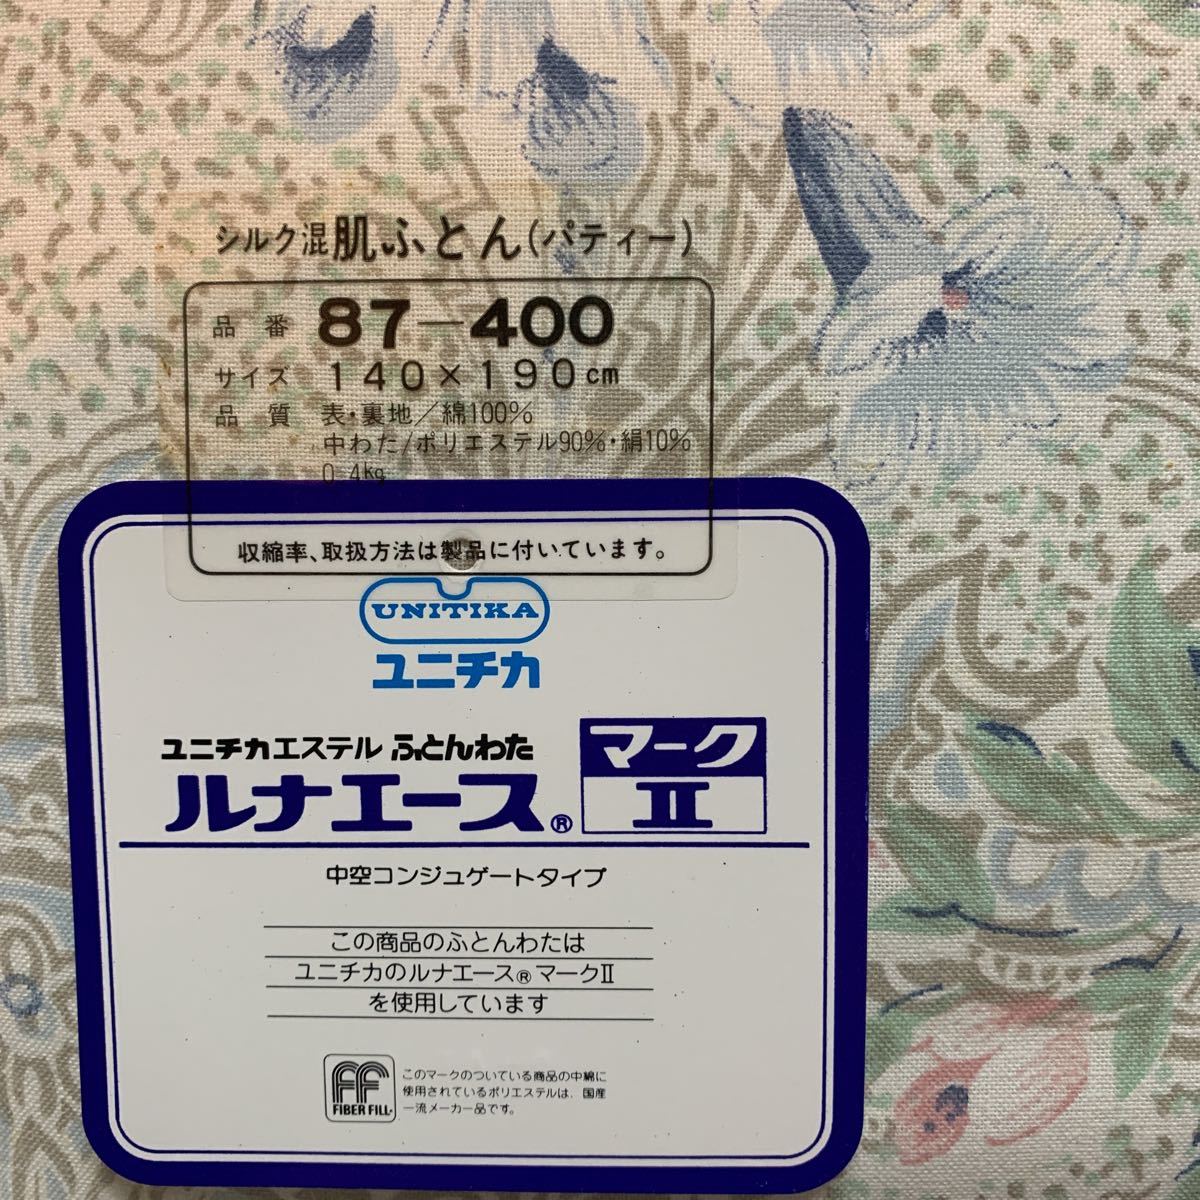 シルク混肌ふとん(パティー)
品番 87-400
サイズ 140×190cm
品質 表・裏地/綿100%
中わた/ポリエステル90%・絹10%
0.4kg
収縮率、取扱方法は製品に付いています。
UNITIKA
ユニチカ
ユニチカエステル ふとんわた
ルナエース® マークⅡ
中空コンジュゲートタイプ
この商品のふとんわたは
ユニチカのルナエース®マークⅡ
を使用しています
FF
FIBER FILL
このマークのついている商品の中綿に
使用されているポリエステルは、国産
一流メーカー品です。